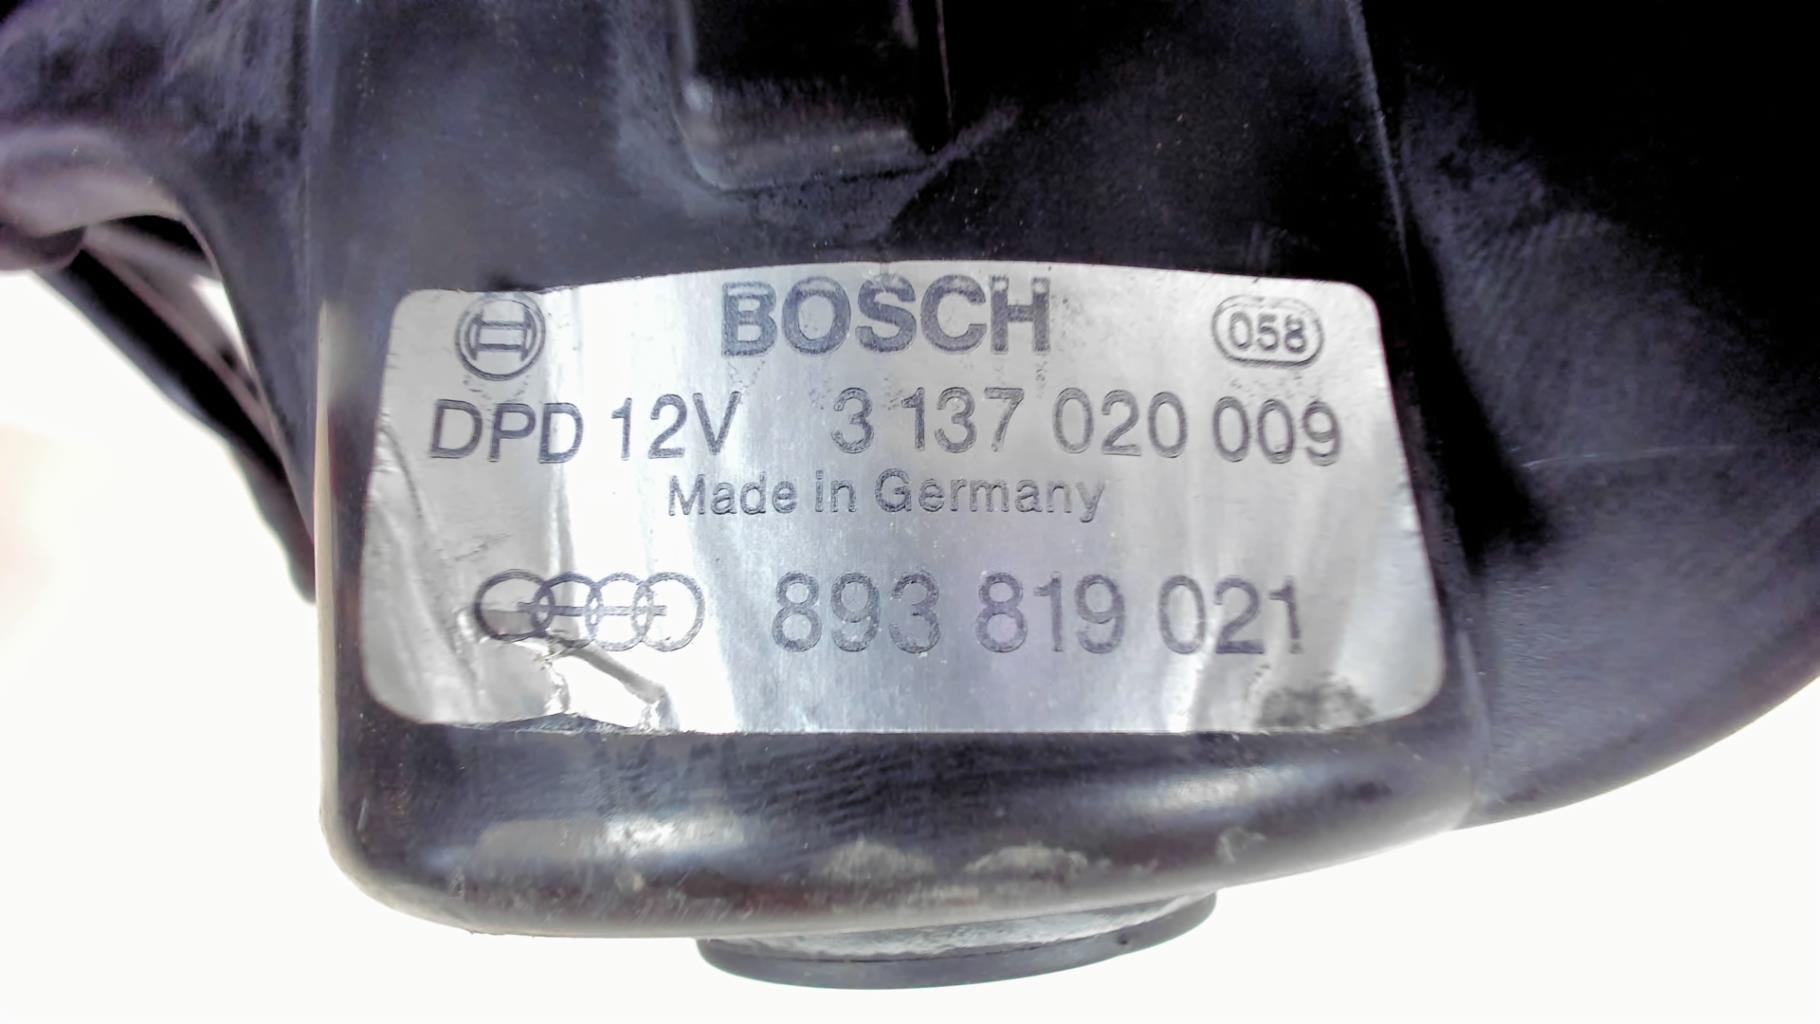 BOSCH 058
DPD 12V 3 137 020 009
Made in Germany
893 819 021